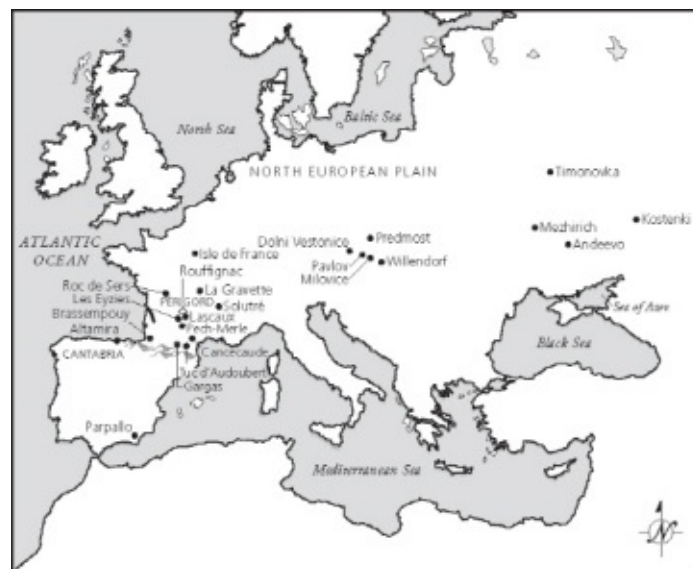 North Sea
Baltic Sea
NORTH EUROPEAN PLAIN
Timonovka
ATLANTIC
OCEAN
Isle de France
Dolni Vestonice
Predmost
Mezhirich
Kostenki
Andeevo
Rouffignac
Pavlov
Milovice
Willendorf
Roc de Sers
PERIGORD
La Gravette
Les Eyzies
Solutré
Brassempouy
Lascaux
Altamira
Pech-Merle
CANTABRIA
Cancecaude
Tuc d'Audoubert
Gargas
Sea of Azov
Black Sea
Parpallo
Mediterranean Sea
N